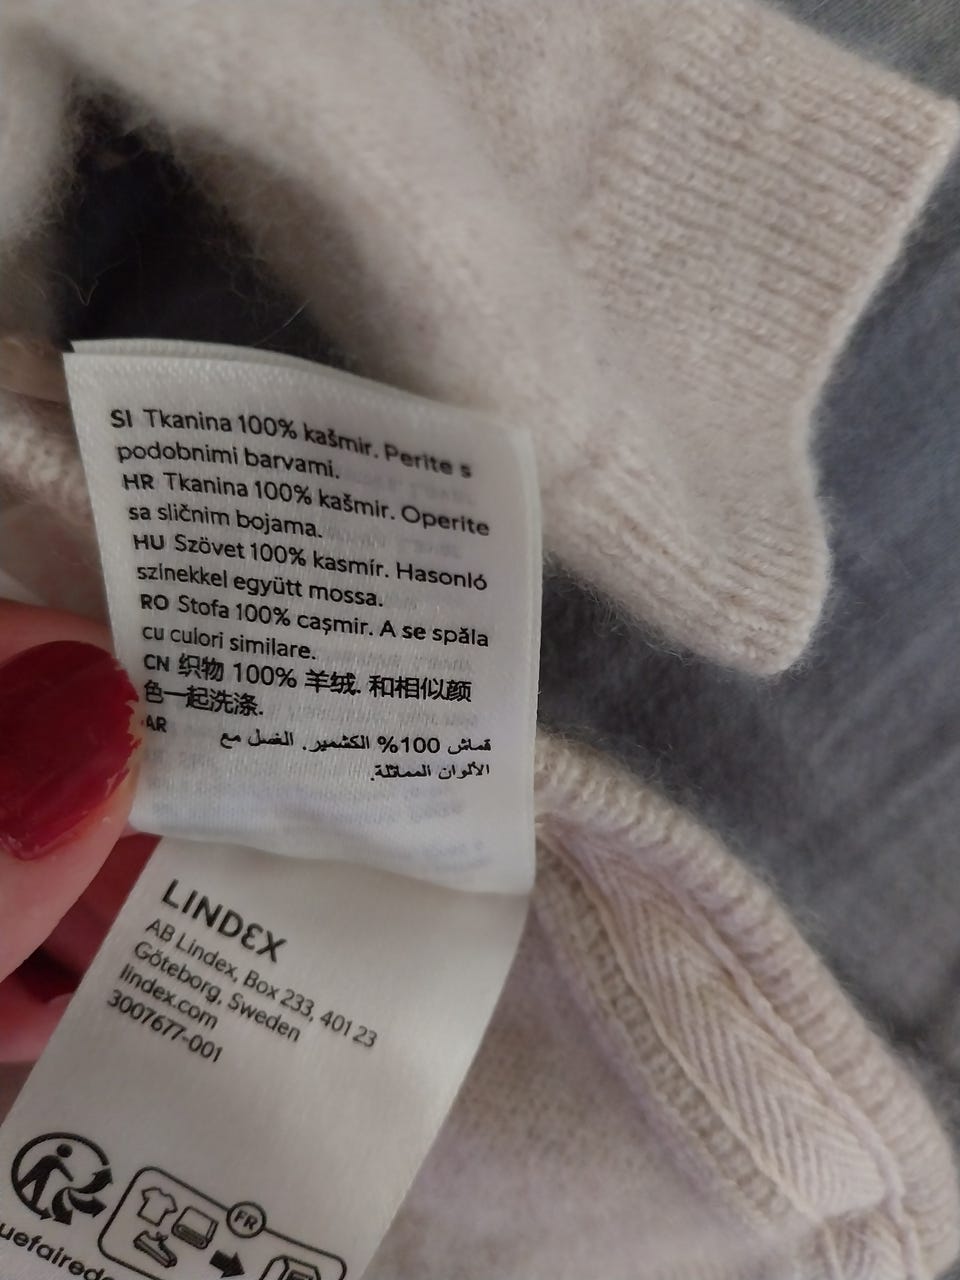 SI Tkanina 100% kašmir. Perite s
podobnimi barvami.
HR Tkanina 100% kašmir. Operite
sa sličnim bojama.
HU Szövet 100% kasmír. Hasonló
színekkel együtt mossa.
RO Stofa 100% caşmir. A se spăla
cu culori similare.
CN 织物 100% 羊绒. 和相似颜
色一起洗涤.
AR قماش 100% الكشمير. الغسل مع
الألوان المماثلة.
LINDEX
AB Lindex, Box 233, 401 23
Göteborg, Sweden
lindex.com
3007677-001
FR